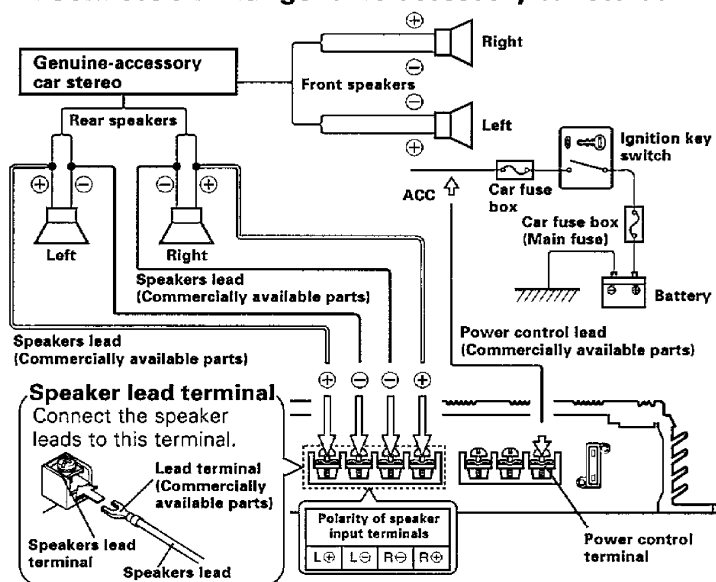 Genuine-accessory
car stereo
Front speakers
⊕
Right
⊖
⊖
Left
⊕
Rear speakers
⊕
⊖
⊖
⊕
Left
Right
Ignition key
switch
ACC
Car fuse
box
Car fuse box
(Main fuse)
⊖ ⊕
Battery
Speakers lead
(Commercially available parts)
Speakers lead
(Commercially available parts)
Power control lead
(Commercially available parts)
⊕ ⊖ ⊖ ⊕
Speaker lead terminal
Connect the speaker
leads to this terminal.
Lead terminal
(Commercially
available parts)
Speakers lead
terminal
Speakers lead
Polarity of speaker
input terminals
L⊕ L⊖ R⊖ R⊕
Power control
terminal